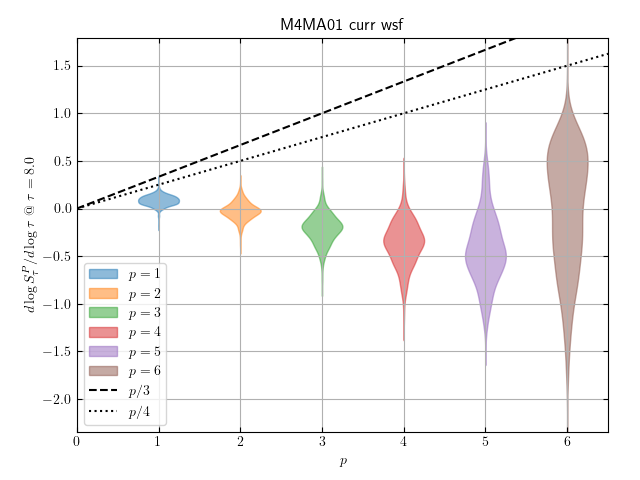 M4MA01 curr wsf
d log S_τ^P / d log τ @ τ = 8.0
1.5
1.0
0.5
0.0
−0.5
−1.0
−1.5
−2.0
p = 1
p = 2
p = 3
p = 4
p = 5
p = 6
p/3
p/4
0 1 2 3 4 5 6
p